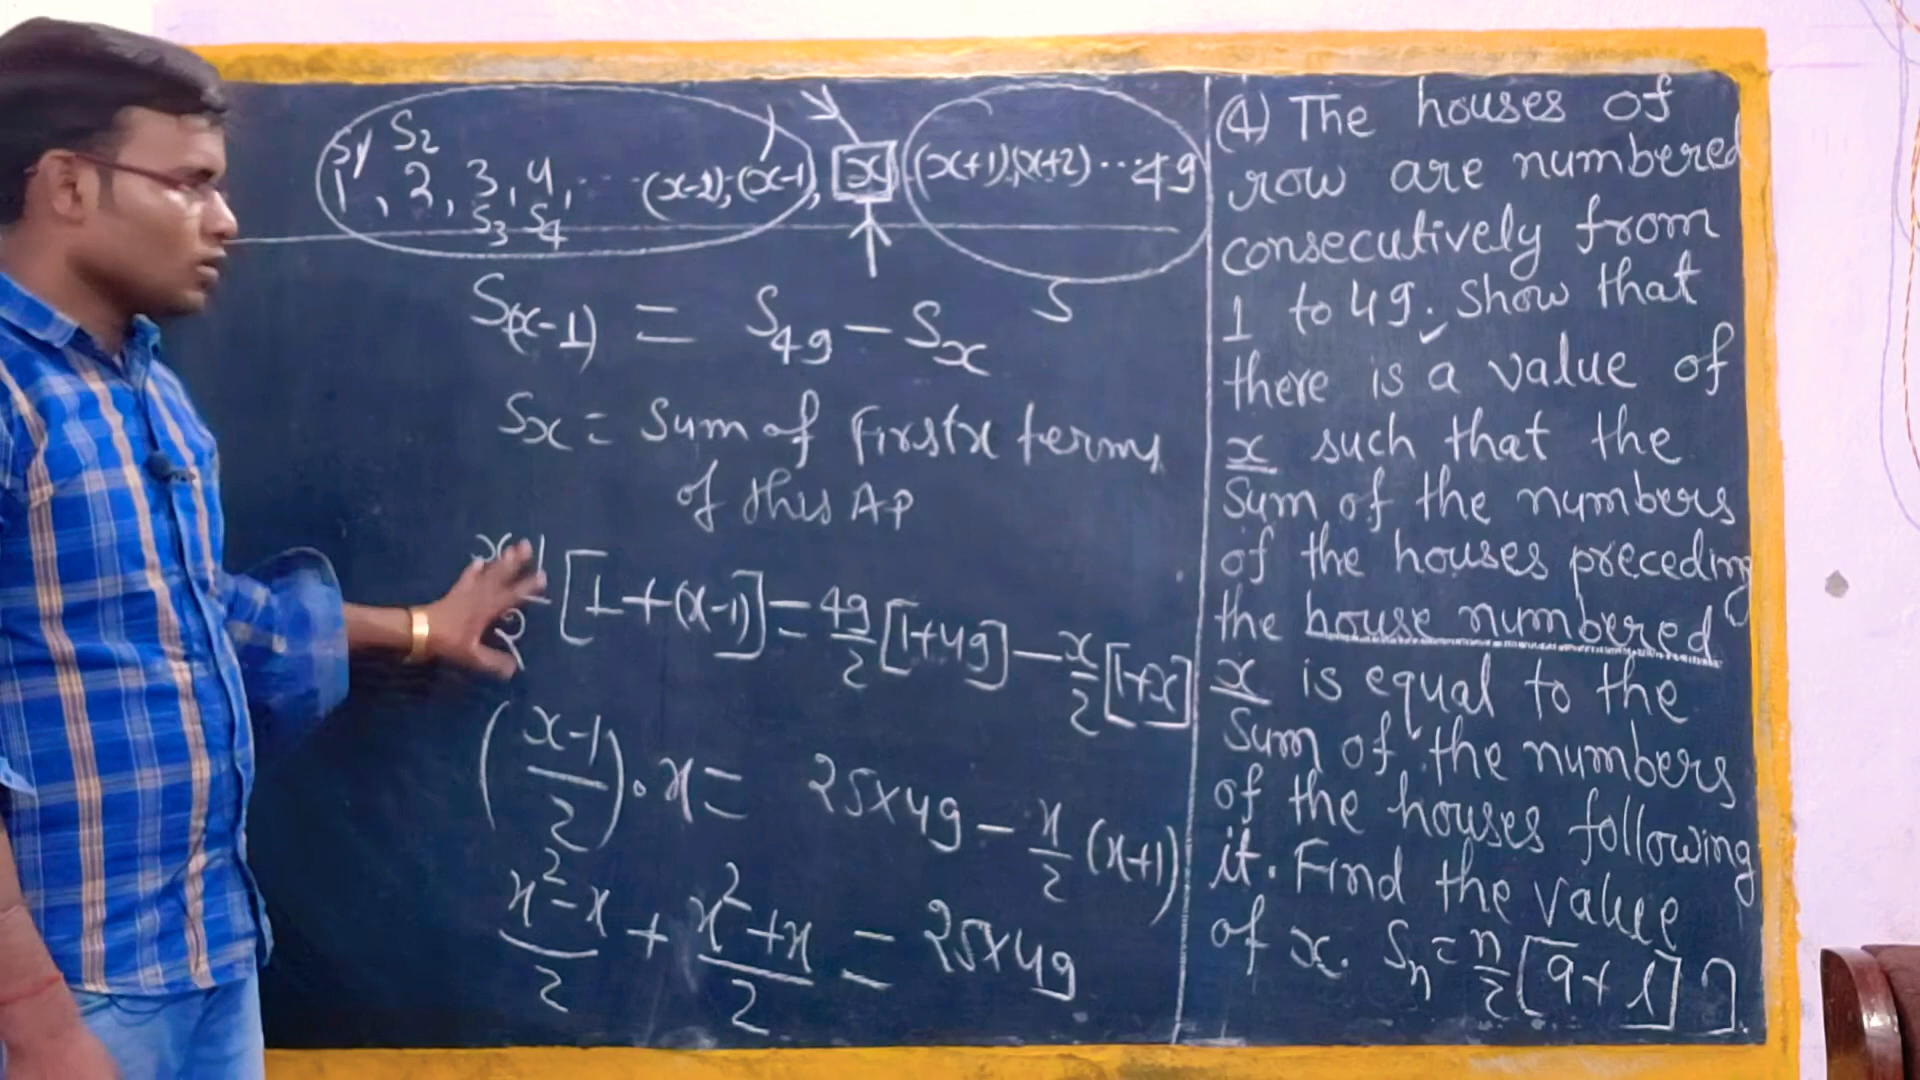 S1 S2
1, 2, 3, 4, ... (x-2), (x-1), x (x+1), (x+2) ... 49
S3 S4
S(x-1) = S49 - Sx S
Sx = Sum of First x terms
of this AP
x-1/2 [1+(x-1)] = 49/2 [1+49] - x/2 [1+x]
(x-1/2) . x = 25x49 - x/2 (x+1)
x²-x/2 + x²+x/2 = 25x49
(4) The houses of
row are numbered
consecutively from
1 to 49. Show that
there is a value of
x such that the
Sum of the numbers
of the houses preceding
the house numbered
x is equal to the
Sum of the numbers
of the houses following
it. Find the value
of x. Sn = n/2 [a+l]